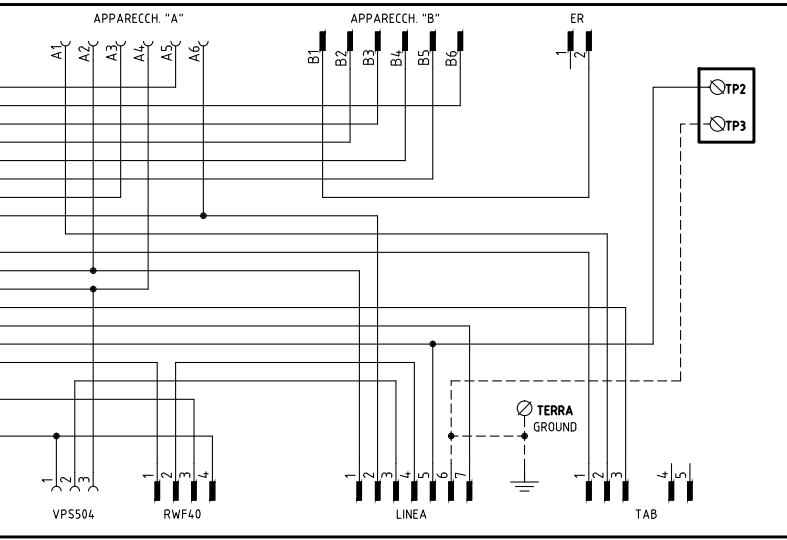 APPARECCH. "A" APPARECCH. "B" ER
A1 A2 A3 A4 A5 A6 B1 B2 B3 B4 B5 B6 1 2
TP2
TP3
TERRA
GROUND
1 2 3 1 2 3 4 1 2 3 4 5 6 7 1 2 3 4 5
VPS504 RWF40 LINEA TAB